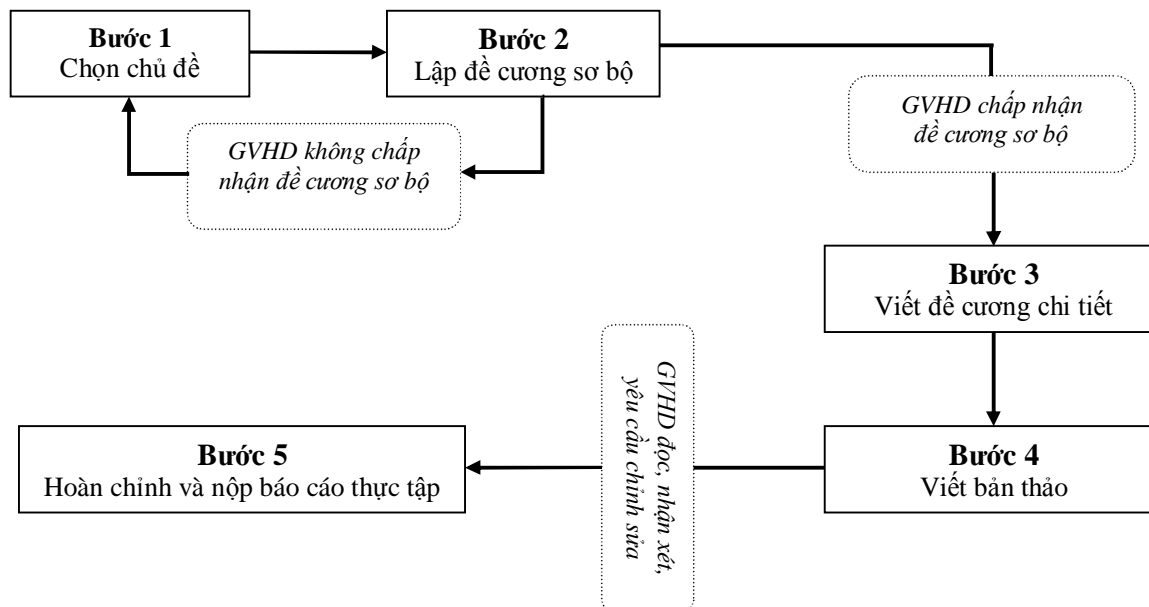 Bước 1
Chọn chủ đề
Bước 2
Lập đề cương sơ bộ
GVHD chấp nhận
đề cương sơ bộ
GVHD không chấp
nhận đề cương sơ bộ
Bước 3
Viết đề cương chi tiết
GVHD đọc, nhận xét,
yêu cầu chỉnh sửa
Bước 4
Viết bản thảo
Bước 5
Hoàn chỉnh và nộp báo cáo thực tập